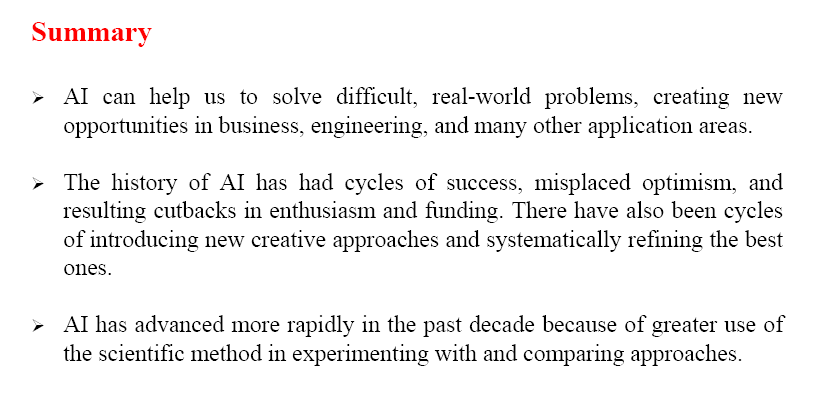 Summary
➢ AI can help us to solve difficult, real-world problems, creating new
opportunities in business, engineering, and many other application areas.
➢ The history of AI has had cycles of success, misplaced optimism, and
resulting cutbacks in enthusiasm and funding. There have also been cycles
of introducing new creative approaches and systematically refining the best
ones.
➢ AI has advanced more rapidly in the past decade because of greater use of
the scientific method in experimenting with and comparing approaches.